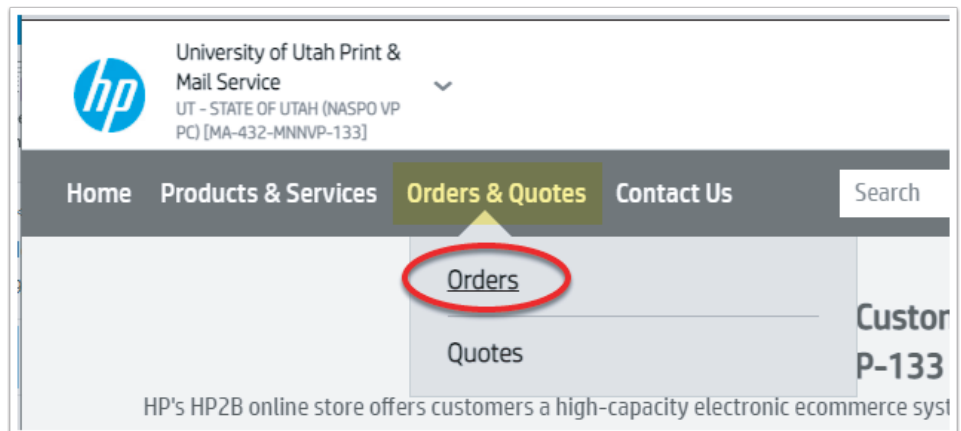 hp
University of Utah Print &
Mail Service
UT - STATE OF UTAH (NASPO VP
PC) [MA-432-MNNVP-133]
Home Products & Services Orders & Quotes Contact Us Search
Orders
Quotes
P-133
HP's HP2B online store offers customers a high-capacity electronic ecommerce